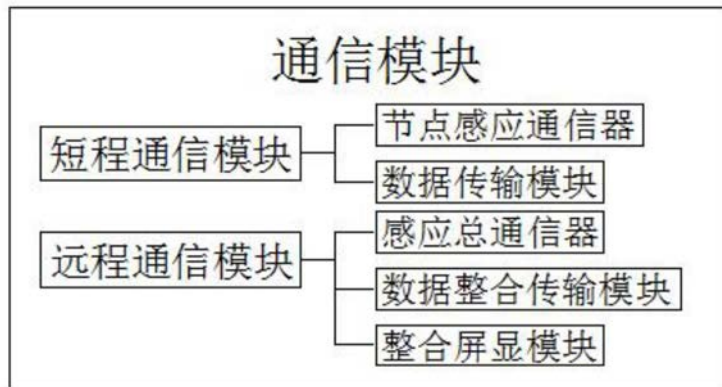 通信模块
短程通信模块
节点感应通信器
数据传输模块
远程通信模块
感应总通信器
数据整合传输模块
整合屏显模块